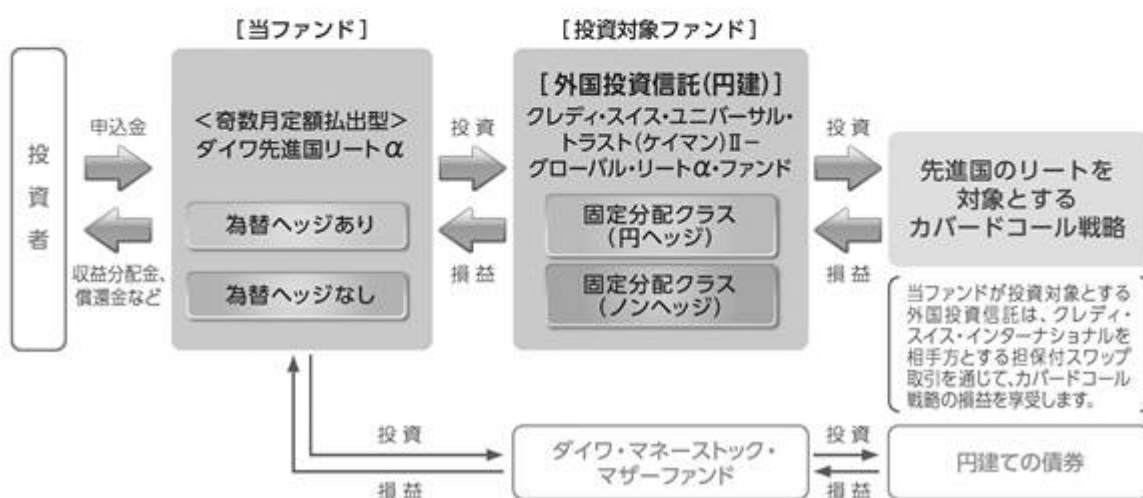 [当ファンド]
[投資対象ファンド]
投資者
申込金
収益分配金、
償還金など
<奇数月定額払出型>
ダイワ先進国リートα
為替ヘッジあり
為替ヘッジなし
投資
損益
[外国投資信託(円建)]
クレディ・スイス・ユニバーサル・
トラスト(ケイマン)Ⅱ－
グローバル・リートα・ファンド
固定分配クラス
(円ヘッジ)
固定分配クラス
(ノンヘッジ)
投資
損益
先進国のリートを
対象とする
カバードコール戦略
当ファンドが投資対象とする
外国投資信託は、クレディ・
スイス・インターナショナルを
相手方とする担保付スワップ
取引を通じて、カバードコール
戦略の損益を享受します。
投資
損益
ダイワ・マネーストック・
マザーファンド
投資
損益
円建ての債券